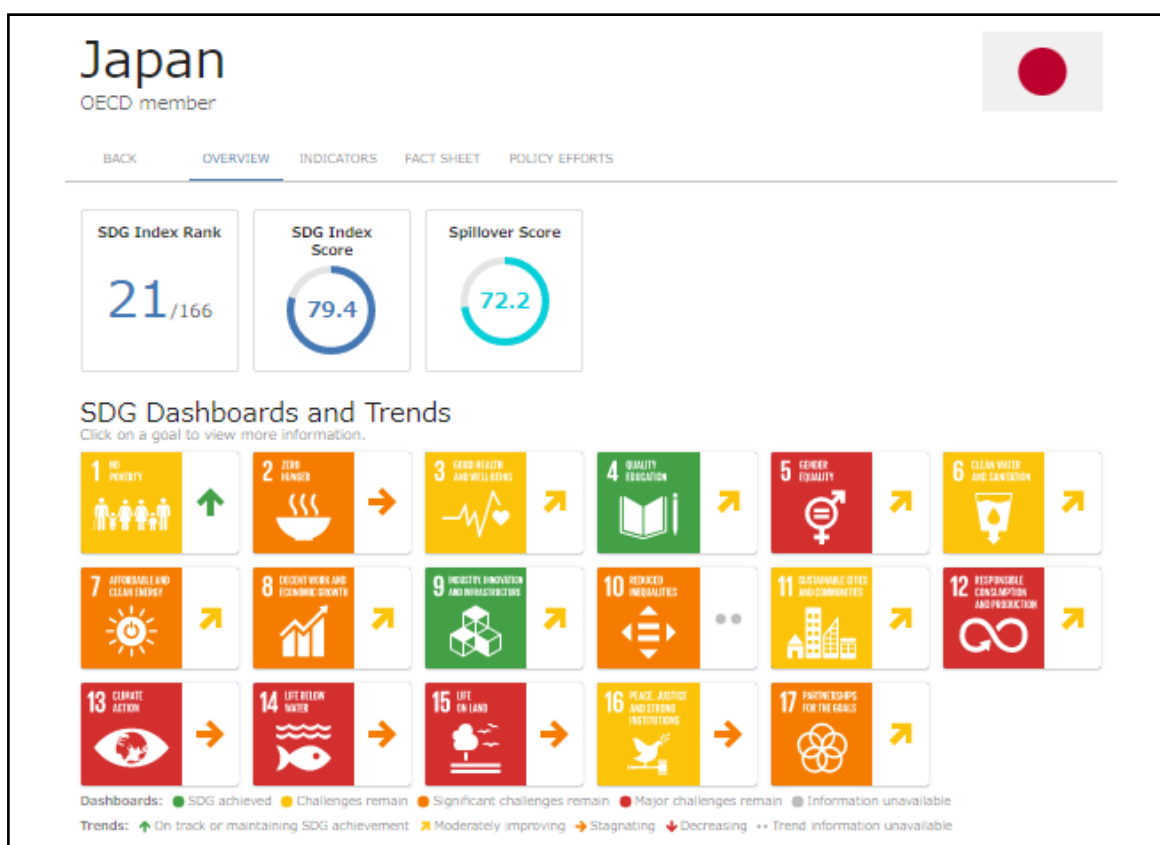 Japan
OECD member
BACK OVERVIEW INDICATORS FACT SHEET POLICY EFFORTS
SDG Index Rank
21/166
SDG Index
Score
79.4
Spillover Score
72.2
SDG Dashboards and Trends
Click on a goal to view more information.
1 NO
POVERTY
2 ZERO
HUNGER
3 GOOD HEALTH
AND WELL-BEING
4 QUALITY
EDUCATION
5 GENDER
EQUALITY
6 CLEAN WATER
AND SANITATION
7 AFFORDABLE AND
CLEAN ENERGY
8 DECENT WORK AND
ECONOMIC GROWTH
9 INDUSTRY, INNOVATION
AND INFRASTRUCTURE
10 REDUCED
INEQUALITIES
11 SUSTAINABLE CITIES
AND COMMUNITIES
12 RESPONSIBLE
CONSUMPTION
AND PRODUCTION
13 CLIMATE
ACTION
14 LIFE BELOW
WATER
15 LIFE
ON LAND
16 PEACE, JUSTICE
AND STRONG
INSTITUTIONS
17 PARTNERSHIPS
FOR THE GOALS
Dashboards: SDG achieved Challenges remain Significant challenges remain Major challenges remain Information unavailable
Trends: On track or maintaining SDG achievement Moderately improving Stagnating Decreasing Trend information unavailable